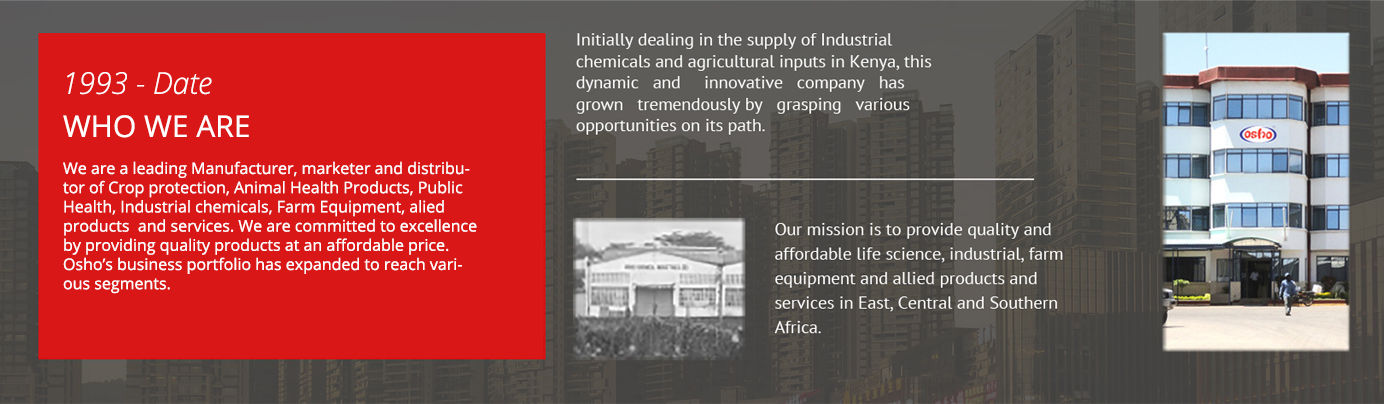 1993 - Date
WHO WE ARE
We are a leading Manufacturer, marketer and distribu-
tor of Crop protection, Animal Health Products, Public
Health, Industrial chemicals, Farm Equipment, alied
products and services. We are committed to excellence
by providing quality products at an affordable price.
Osho's business portfolio has expanded to reach vari-
ous segments.
Initially dealing in the supply of Industrial
chemicals and agricultural inputs in Kenya, this
dynamic and innovative company has
grown tremendously by grasping various
opportunities on its path.
Our mission is to provide quality and
affordable life science, industrial, farm
equipment and allied products and
services in East, Central and Southern
Africa.
osho